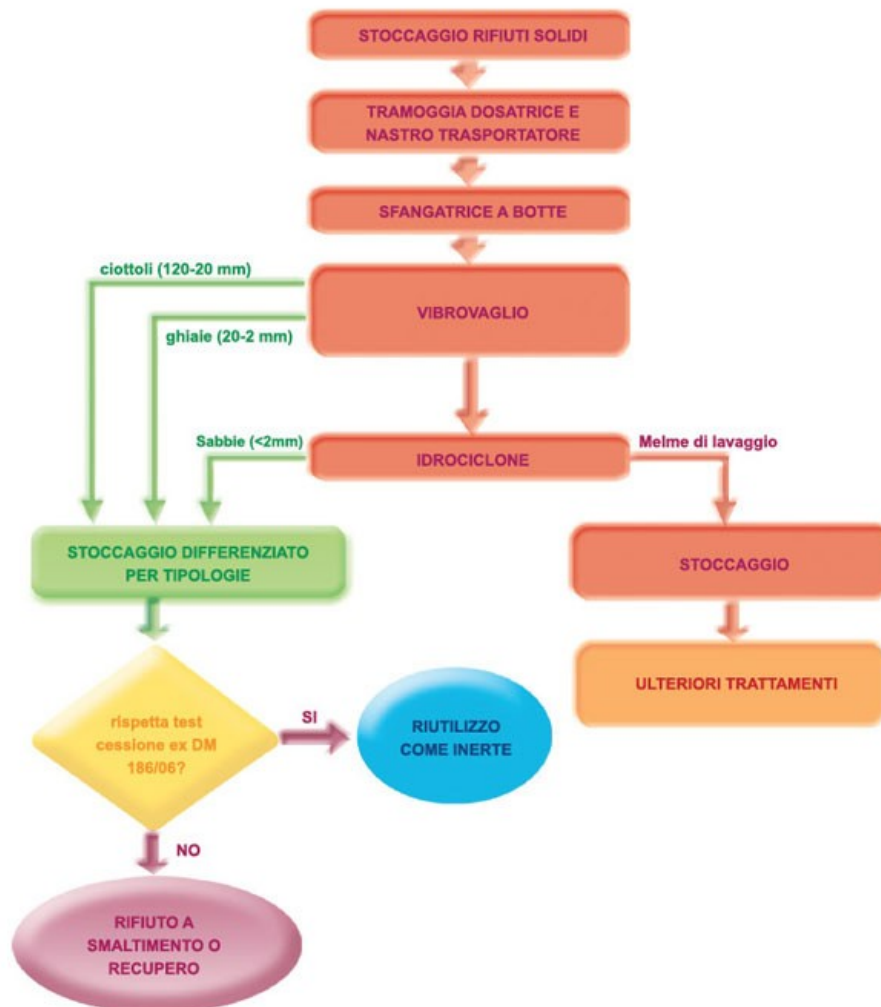 STOCCAGGIO RIFIUTI SOLIDI
TRAMOGGIA DOSATRICE E
NASTRO TRASPORTATORE
SFANGATRICE A BOTTE
ciottoli (120-20 mm)
VIBROVAGLIO
ghiaie (20-2 mm)
Sabbie (<2mm)
IDROCICLONE
Melme di lavaggio
STOCCAGGIO DIFFERENZIATO
PER TIPOLOGIE
STOCCAGGIO
ULTERIORI TRATTAMENTI
rispetta test
cessione ex DM
186/06?
SI
RIUTILIZZO
COME INERTE
NO
RIFIUTO A
SMALTIMENTO O
RECUPERO